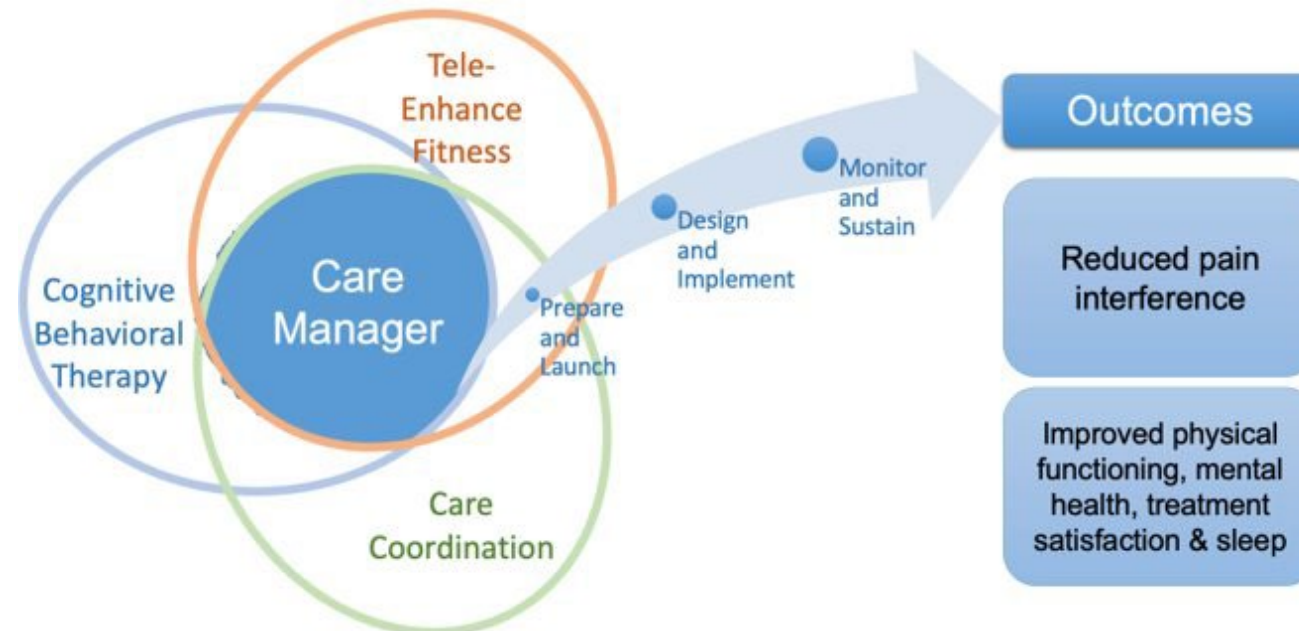 Tele-
Enhance
Fitness
Cognitive
Behavioral
Therapy
Care
Manager
Care
Coordination
Prepare
and
Launch
Design
and
Implement
Monitor
and
Sustain
Outcomes
Reduced pain
interference
Improved physical
functioning, mental
health, treatment
satisfaction & sleep